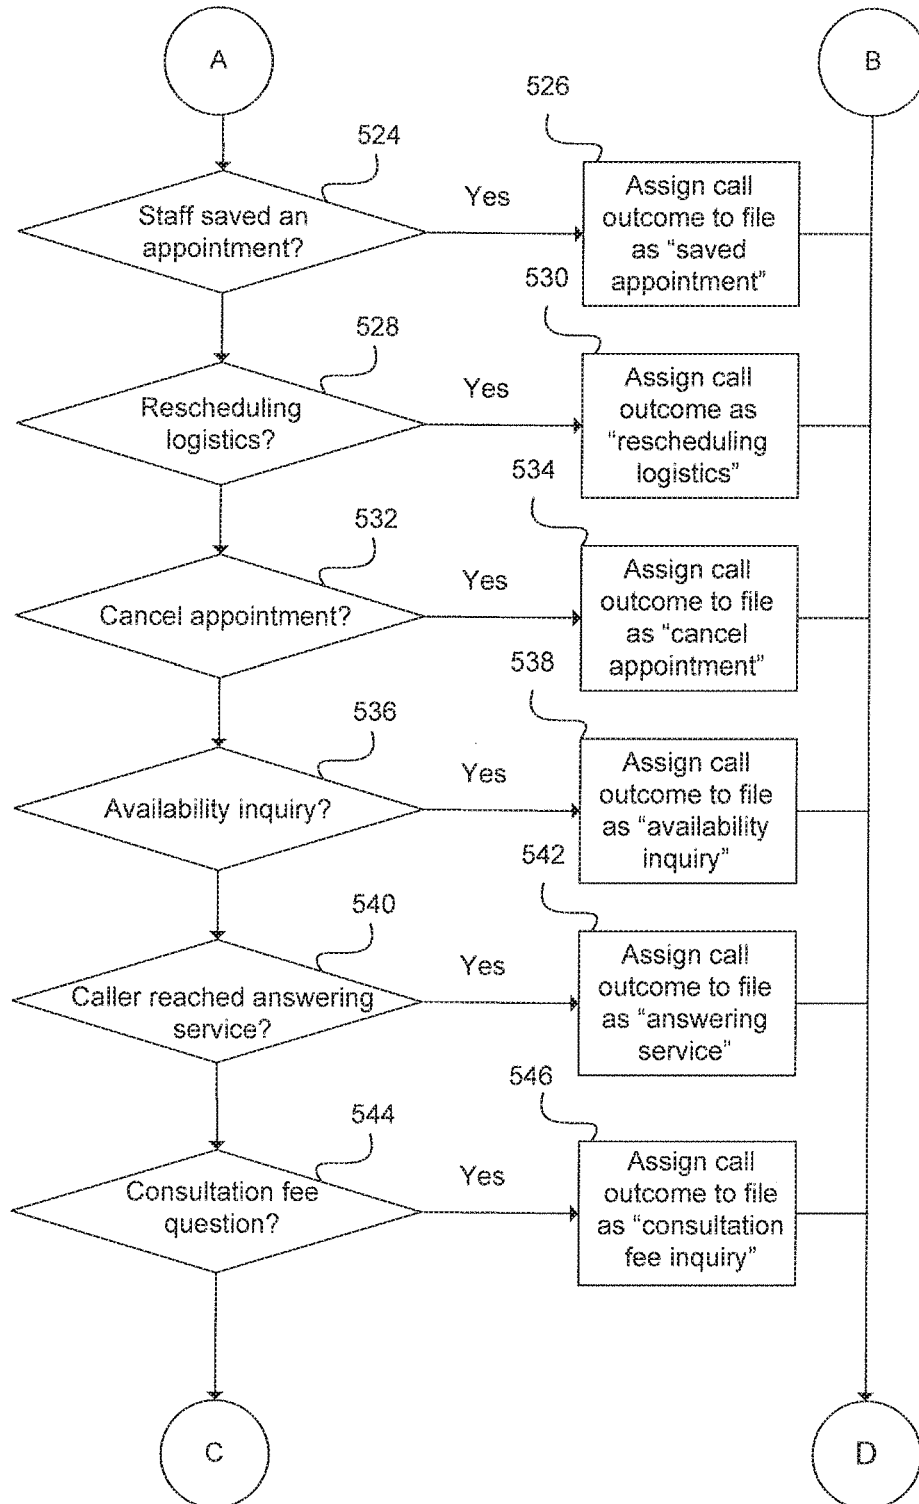 A
B
524
526
Staff saved an
appointment?
Yes
Assign call
outcome to file
as “saved
appointment”
528
530
Rescheduling
logistics?
Yes
Assign call
outcome as
“rescheduling
logistics”
532
534
Cancel appointment?
Yes
Assign call
outcome to file
as “cancel
appointment”
536
538
Availability inquiry?
Yes
Assign call
outcome to file
as “availability
inquiry”
540
542
Caller reached answering
service?
Yes
Assign call
outcome to file
as “answering
service”
544
546
Consultation fee
question?
Yes
Assign call
outcome to file
as “consultation
fee inquiry”
C
D